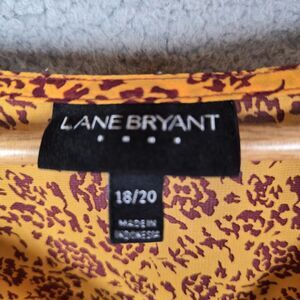 LANE BRYANT
18/20
MADE IN
INDONESIA